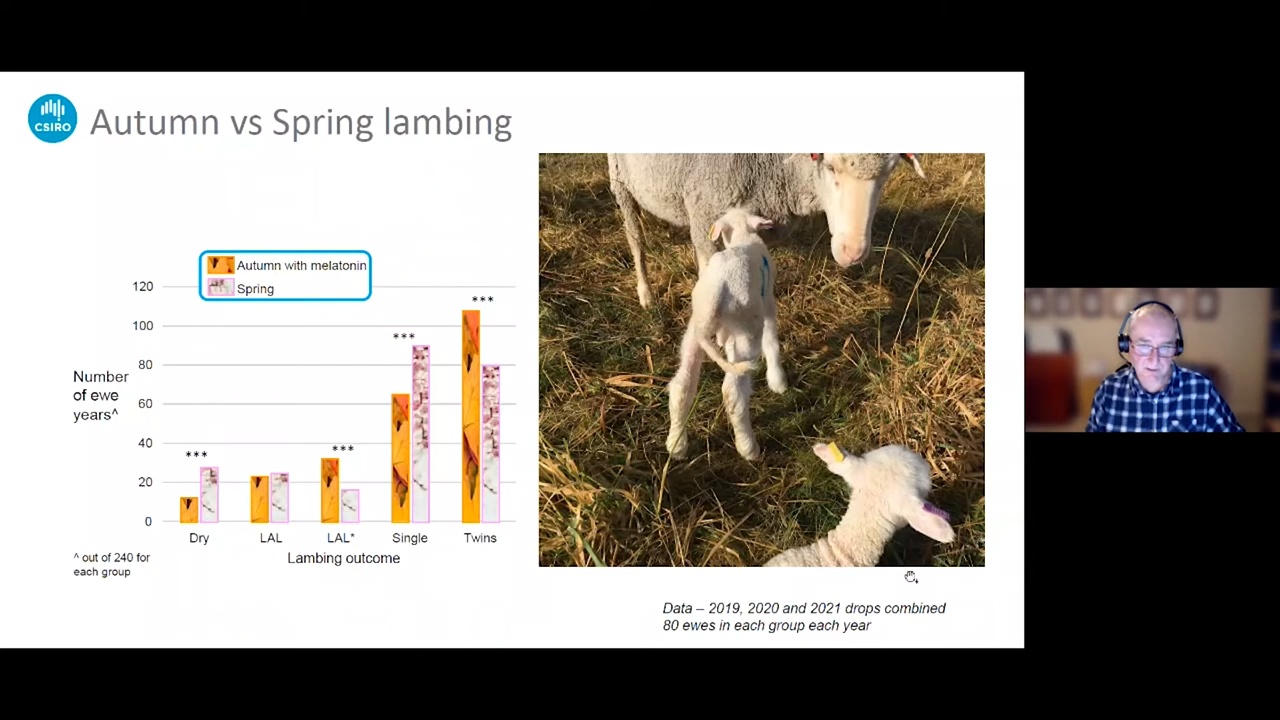 CSIRO
Autumn vs Spring lambing
Autumn with melatonin
Spring
120
100
80
60
40
20
0
Number
of ewe
years^
***
***
***
***
Dry
LAL
LAL*
Single
Twins
Lambing outcome
^ out of 240 for
each group
Data – 2019, 2020 and 2021 drops combined
80 ewes in each group each year